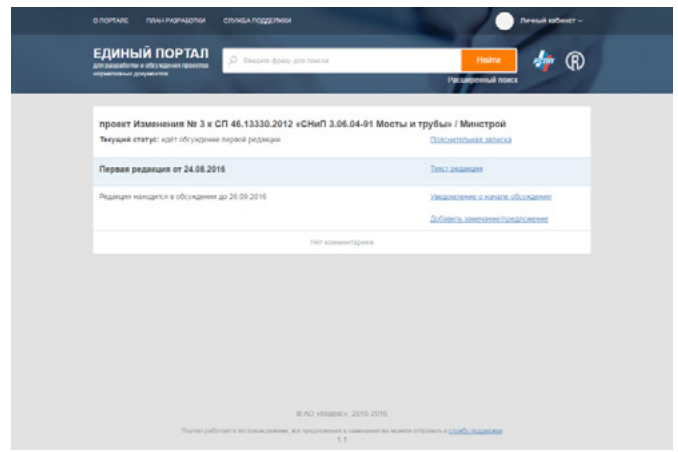 О ПОРТАЛЕ ПЛАН РАЗРАБОТКИ СЛУЖБА ПОДДЕРЖКИ Личный кабинет
ЕДИНЫЙ ПОРТАЛ
для разработки и обсуждения проектов
нормативных документов
Введите фразу для поиска Найти
Расширенный поиск
проект Изменения № 3 к СП 46.13330.2012 «СНиП 3.06.04-91 Мосты и трубы» / Минстрой
Текущий статус: идёт обсуждение первой редакции Пояснительная записка
Первая редакция от 24.08.2016 Текст редакции
Редакция находится в обсуждении до 26.09.2016 Уведомление о начале обсуждения
Добавить замечание/предложение
Нет комментариев
© АО «Кодекс», 2015-2016.
Портал работает в тестовом режиме, все предложения и замечания вы можете отправить в службу поддержки
1.1